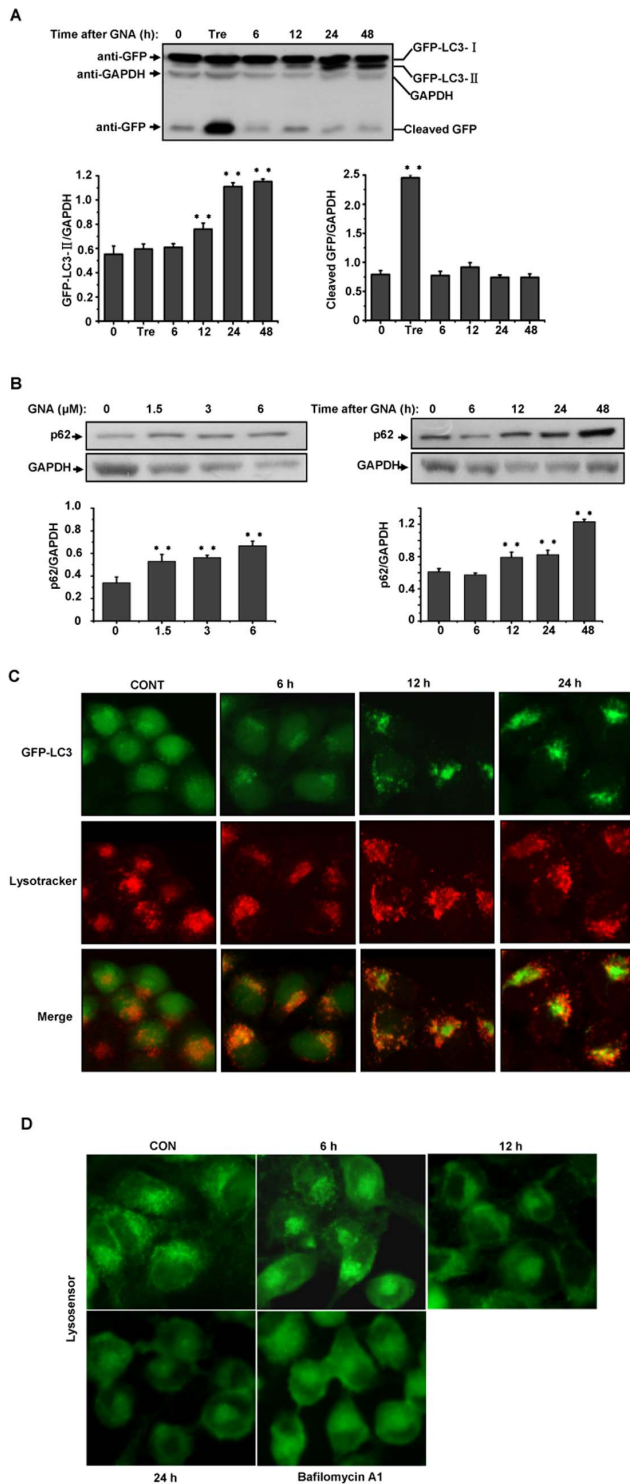 A
Time after GNA (h): 0 Tre 6 12 24 48
anti-GFP
GFP-LC3-Ⅰ
anti-GAPDH
GFP-LC3-Ⅱ
GAPDH
anti-GFP
Cleaved GFP
GFP-LC3-Ⅱ/GAPDH
1.2
1.0
0.8
0.6
0.4
0.2
0
** ** **
0 Tre 6 12 24 48
Cleaved GFP/GAPDH
2.5
2.0
1.5
1.0
0.5
0
**
0 Tre 6 12 24 48
B
GNA (μM): 0 1.5 3 6
p62
GAPDH
p62/GAPDH
1.0
0.8
0.6
0.4
0.2
0
** ** **
0 1.5 3 6
Time after GNA (h): 0 6 12 24 48
p62
GAPDH
p62/GAPDH
1.2
0.8
0.4
0
** ** **
0 6 12 24 48
C
CONT 6 h 12 h 24 h
GFP-LC3
Lysotracker
Merge
D
CON 6 h 12 h
Lysosensor
24 h Bafilomycin A1